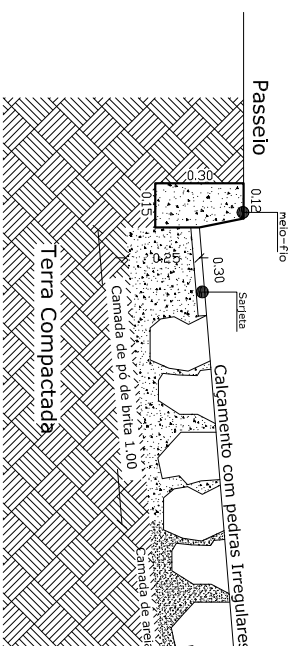 Passeio
meio-fio
0.12
0.30
0.15
Sarjeta
0.30
0.25
Calçamento com pedras Irregulares
Camada de pó de brita 1.00
Camada de areia
Terra Compactada